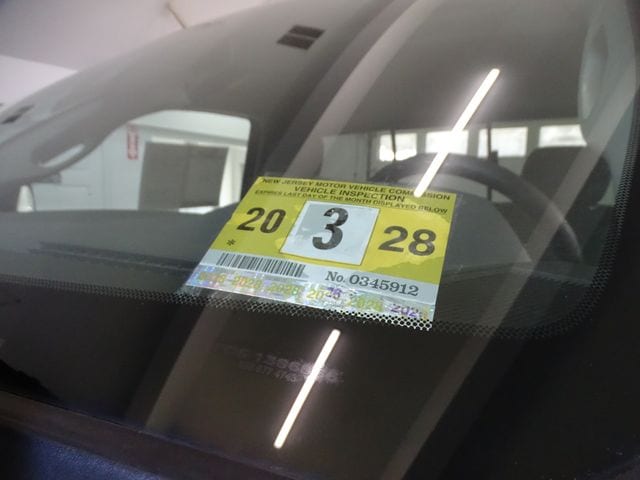 NEW JERSEY MOTOR VEHICLE COMMISSION
VEHICLE INSPECTION
EXPIRES LAST DAY OF THE MONTH DISPLAYED BELOW
20 3 28
*
No. 0345912